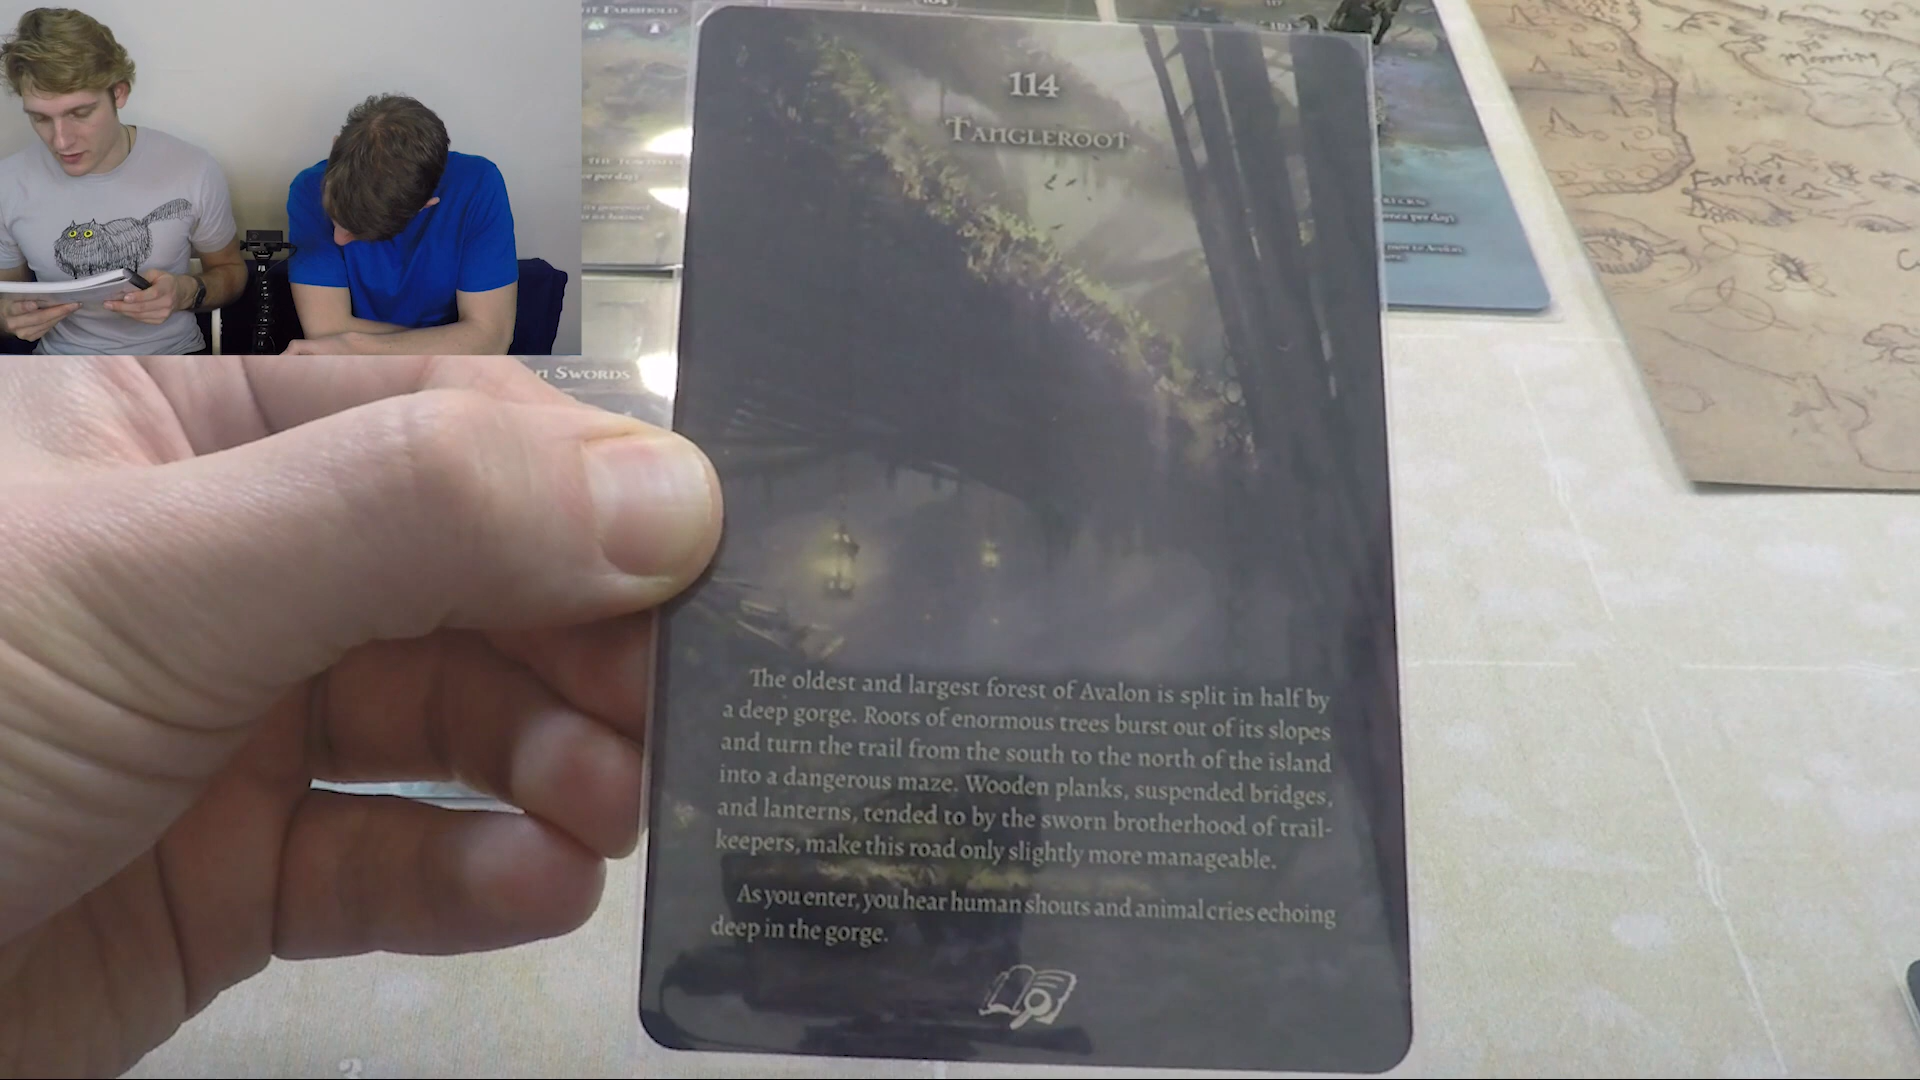 114
TANGLEROOT
The oldest and largest forest of Avalon is split in half by
a deep gorge. Roots of enormous trees burst out of its slopes
and turn the trail from the south to the north of the island
into a dangerous maze. Wooden planks, suspended bridges,
and lanterns, tended to by the sworn brotherhood of trail-
keepers, make this road only slightly more manageable.
As you enter, you hear human shouts and animal cries echoing
deep in the gorge.
SWORDS
once per day)
Mooring